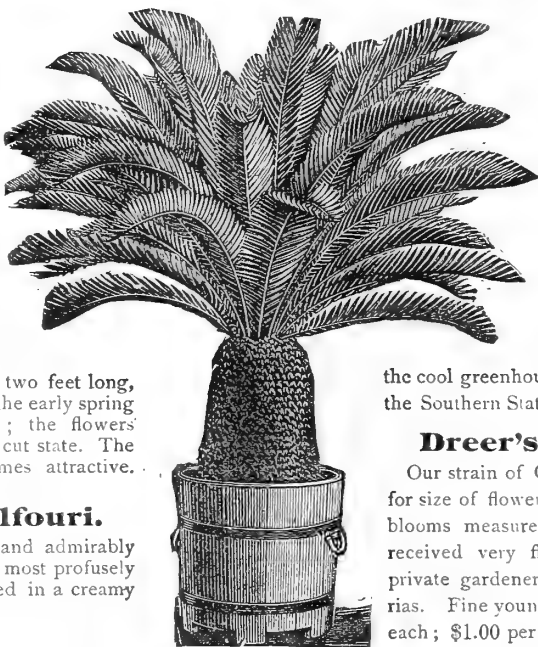 two feet long,
he early spring
; the flowers
cut state. The
mes attractive.
lfouri.
and admirably
most profusely
ed in a creamy
the cool greenhou
the Southern Stat
Dreer's
Our strain of
for size of flower
blooms measure
received very fl
private gardener
rias. Fine youn
each; $1.00 per